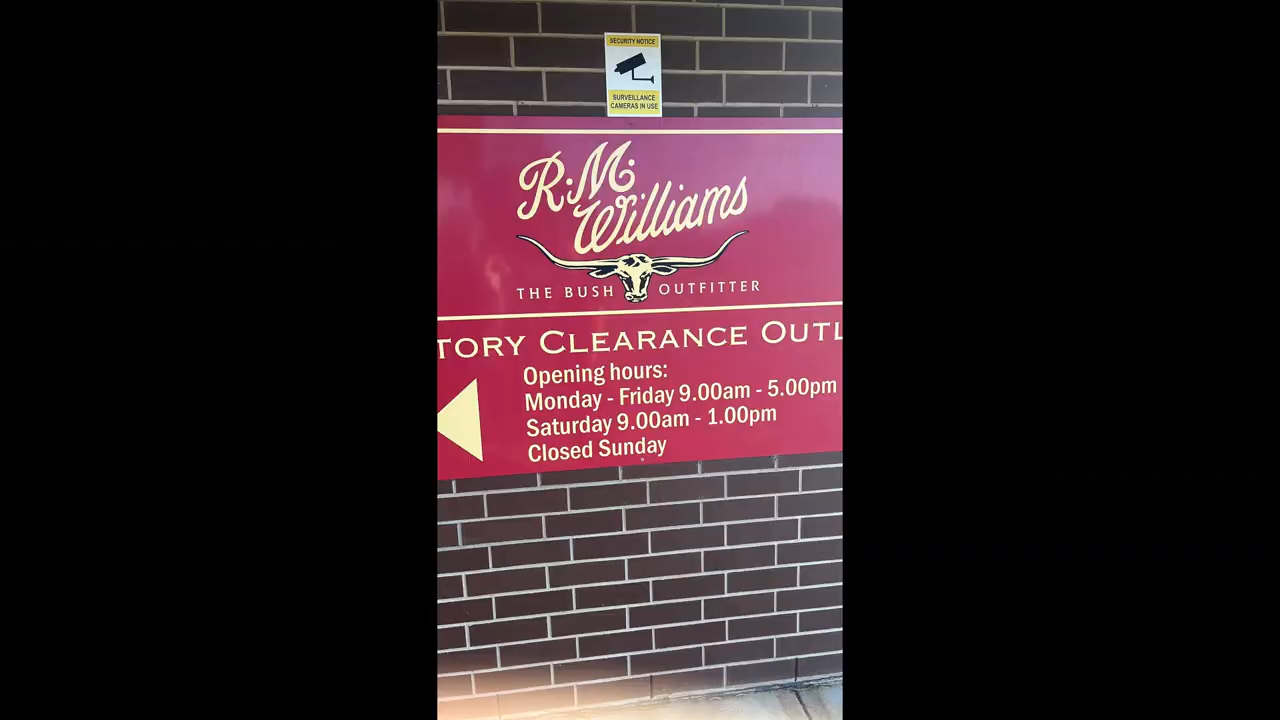 SECURITY NOTICE
SURVEILLANCE
CAMERAS IN USE
R.M.
Williams
THE BUSH OUTFITTER
TORY CLEARANCE OUTL
Opening hours:
Monday - Friday 9.00am - 5.00pm
Saturday 9.00am - 1.00pm
Closed Sunday